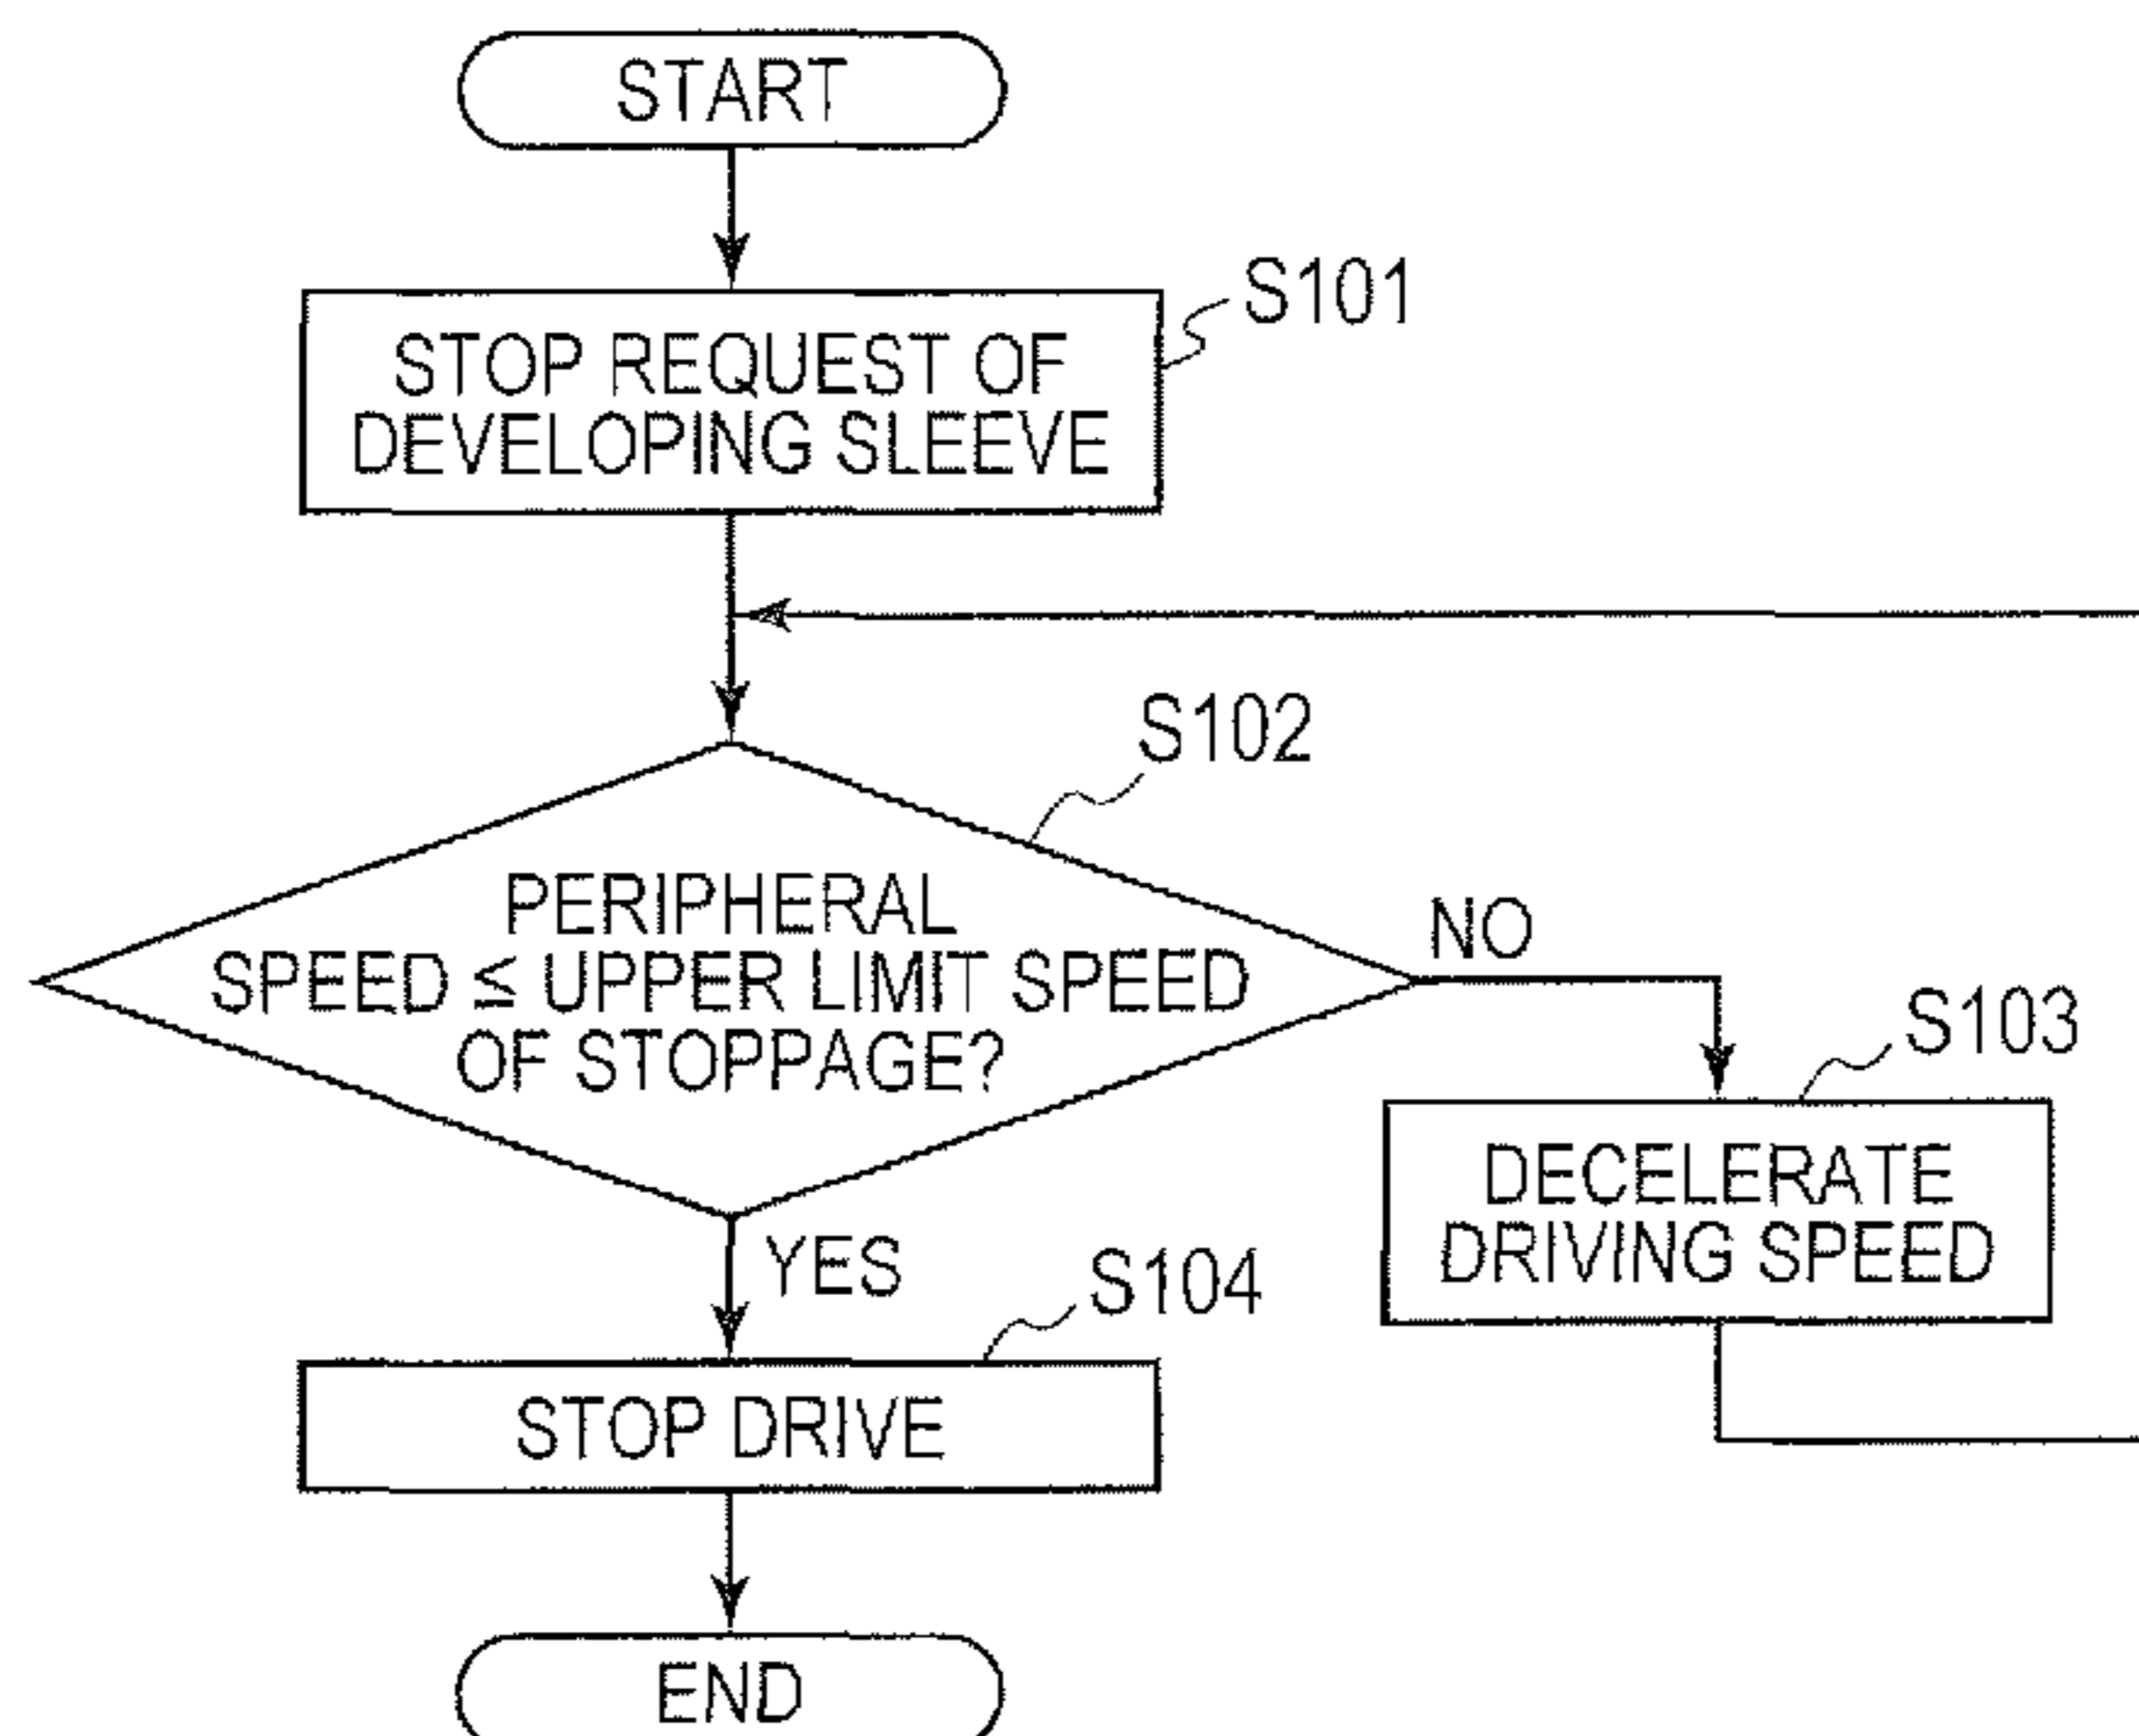 START
S101
STOP REQUEST OF
DEVELOPING SLEEVE
S102
PERIPHERAL
SPEED ≤ UPPER LIMIT SPEED
OF STOPPAGE?
NO
S103
DECELERATE
DRIVING SPEED
YES
S104
STOP DRIVE
END